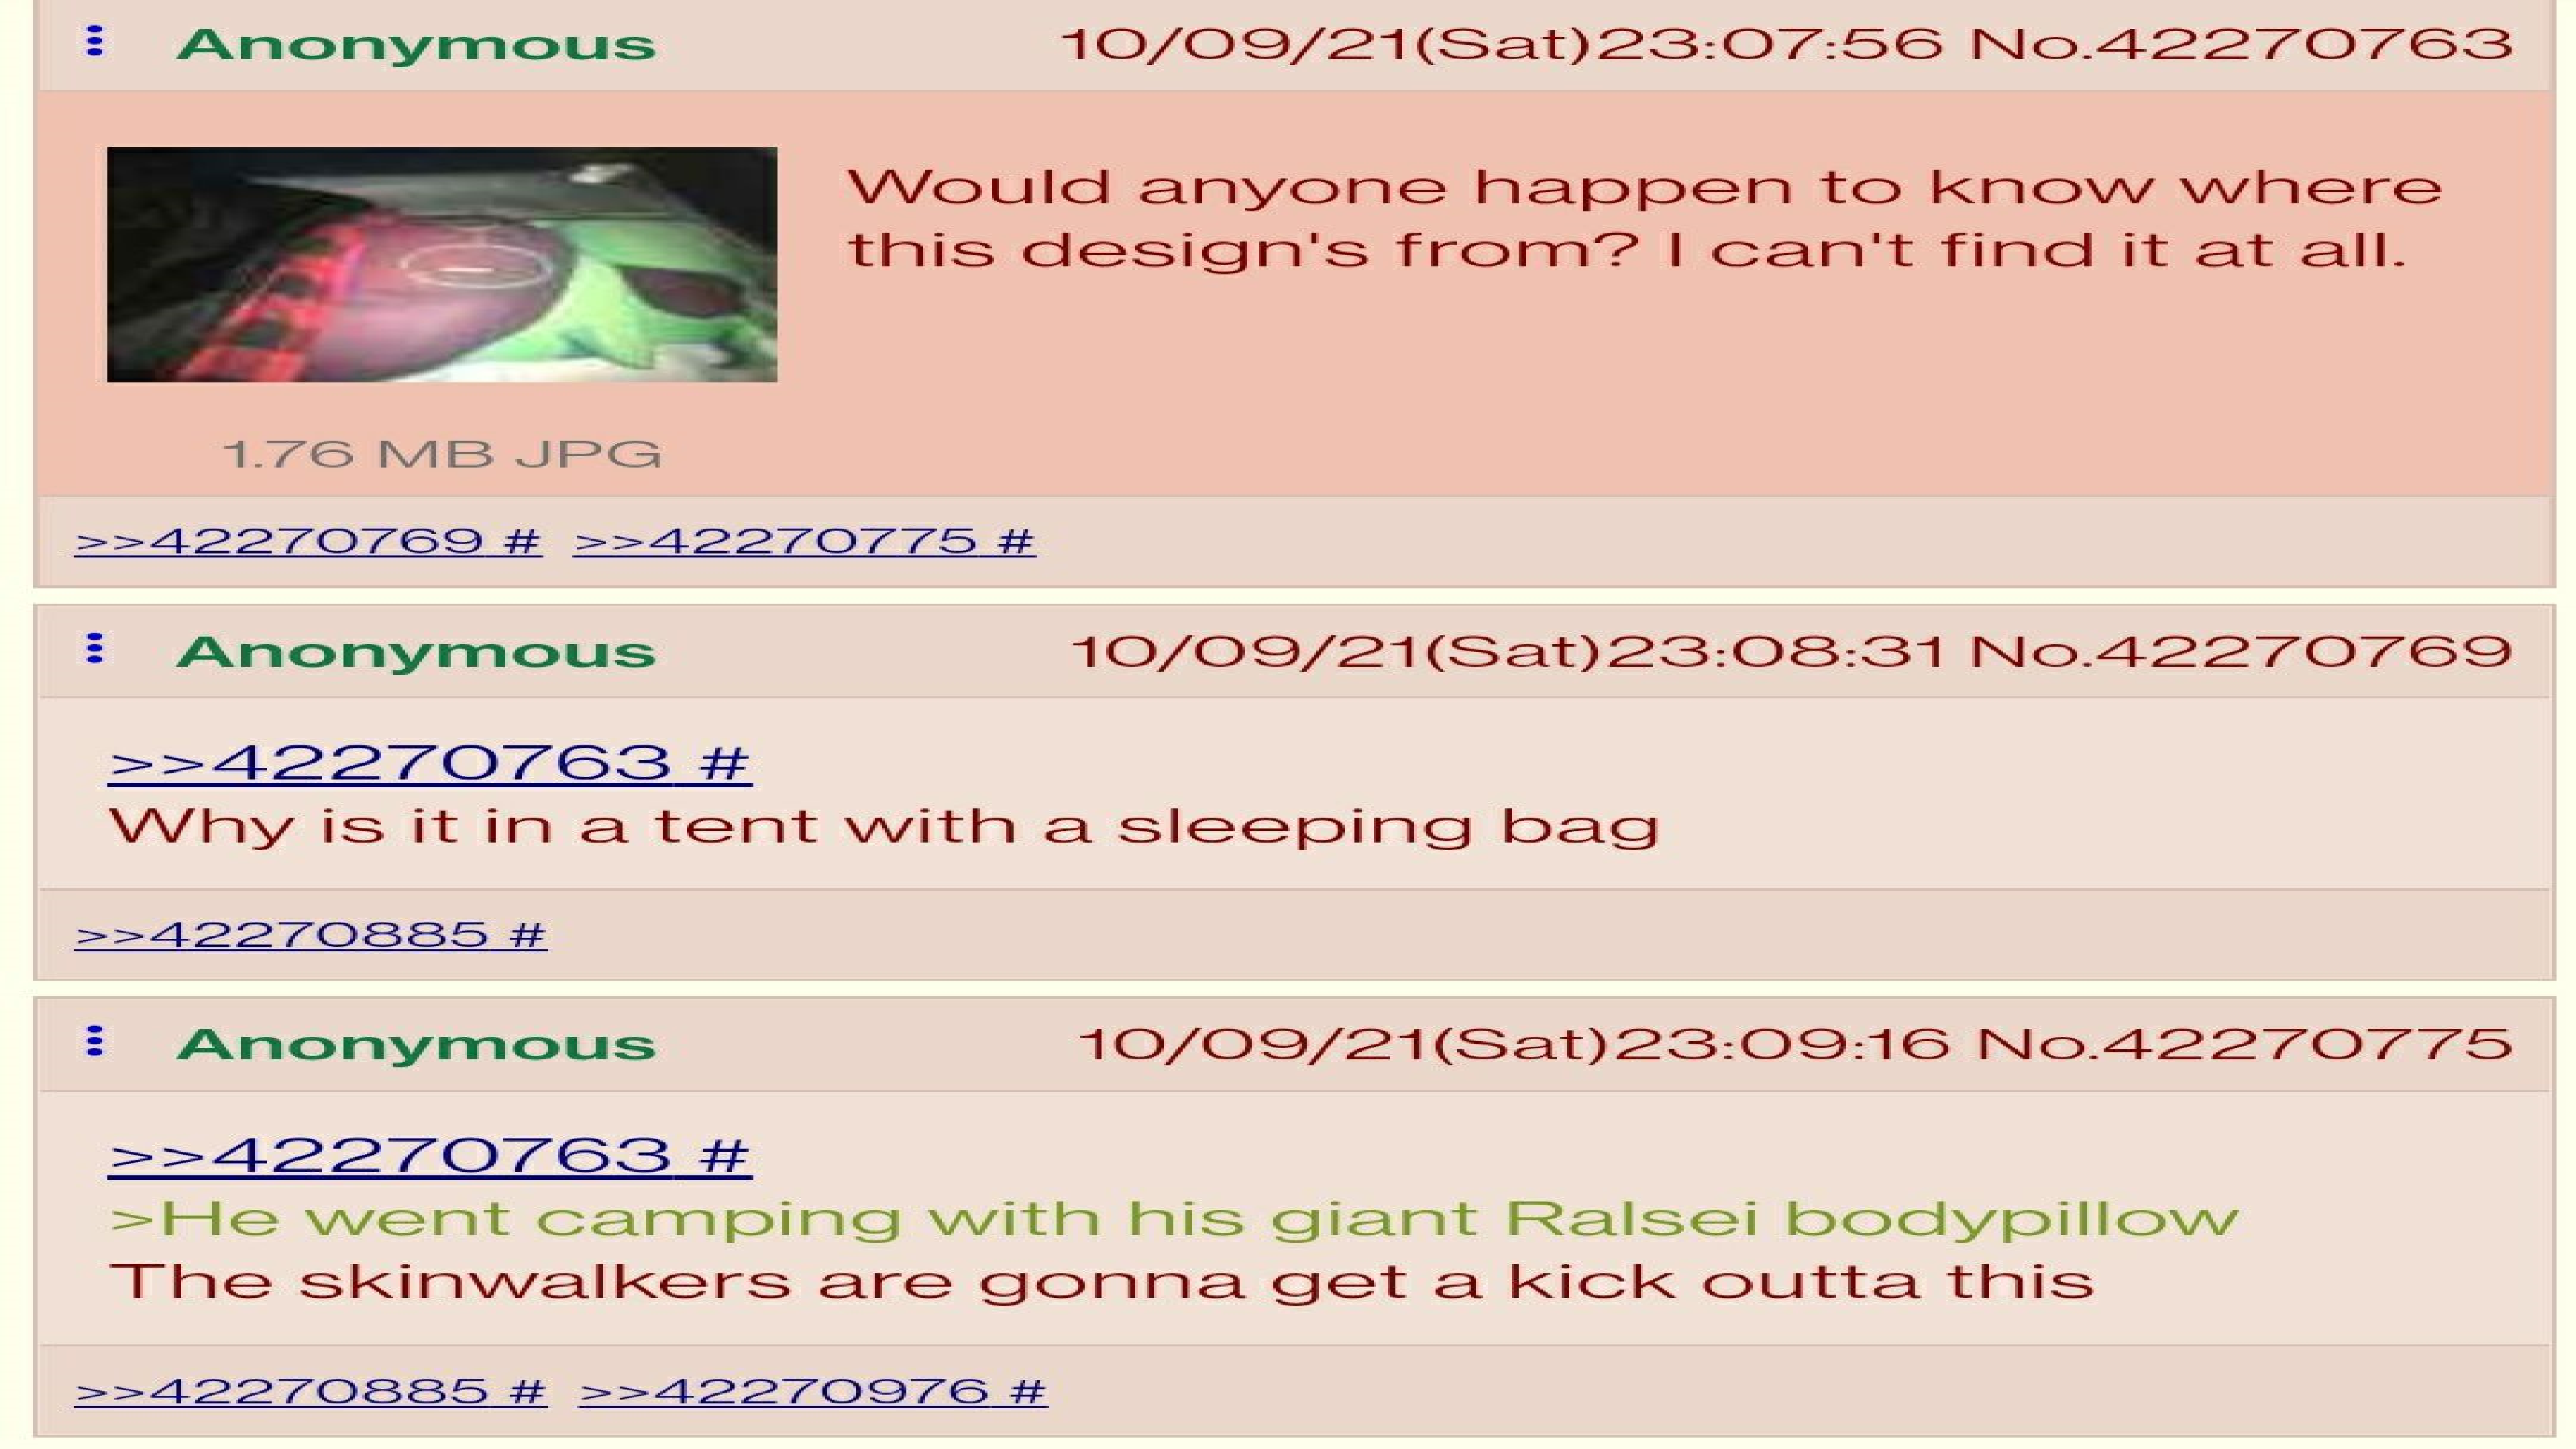 Anonymous 10/09/21(Sat)23:07:56 No.42270763
Would anyone happen to know where
this design's from? I can't find it at all.
1.76 MB JPG
>>42270769 # >>42270775 #
Anonymous 10/09/21(Sat)23:08:31 No.42270769
>>42270763 #
Why is it in a tent with a sleeping bag
>>42270885 #
Anonymous 10/09/21(Sat)23:09:16 No.42270775
>>42270763 #
>He went camping with his giant Ralsei bodypillow
The skinwalkers are gonna get a kick outta this
>>42270885 # >>42270976 #